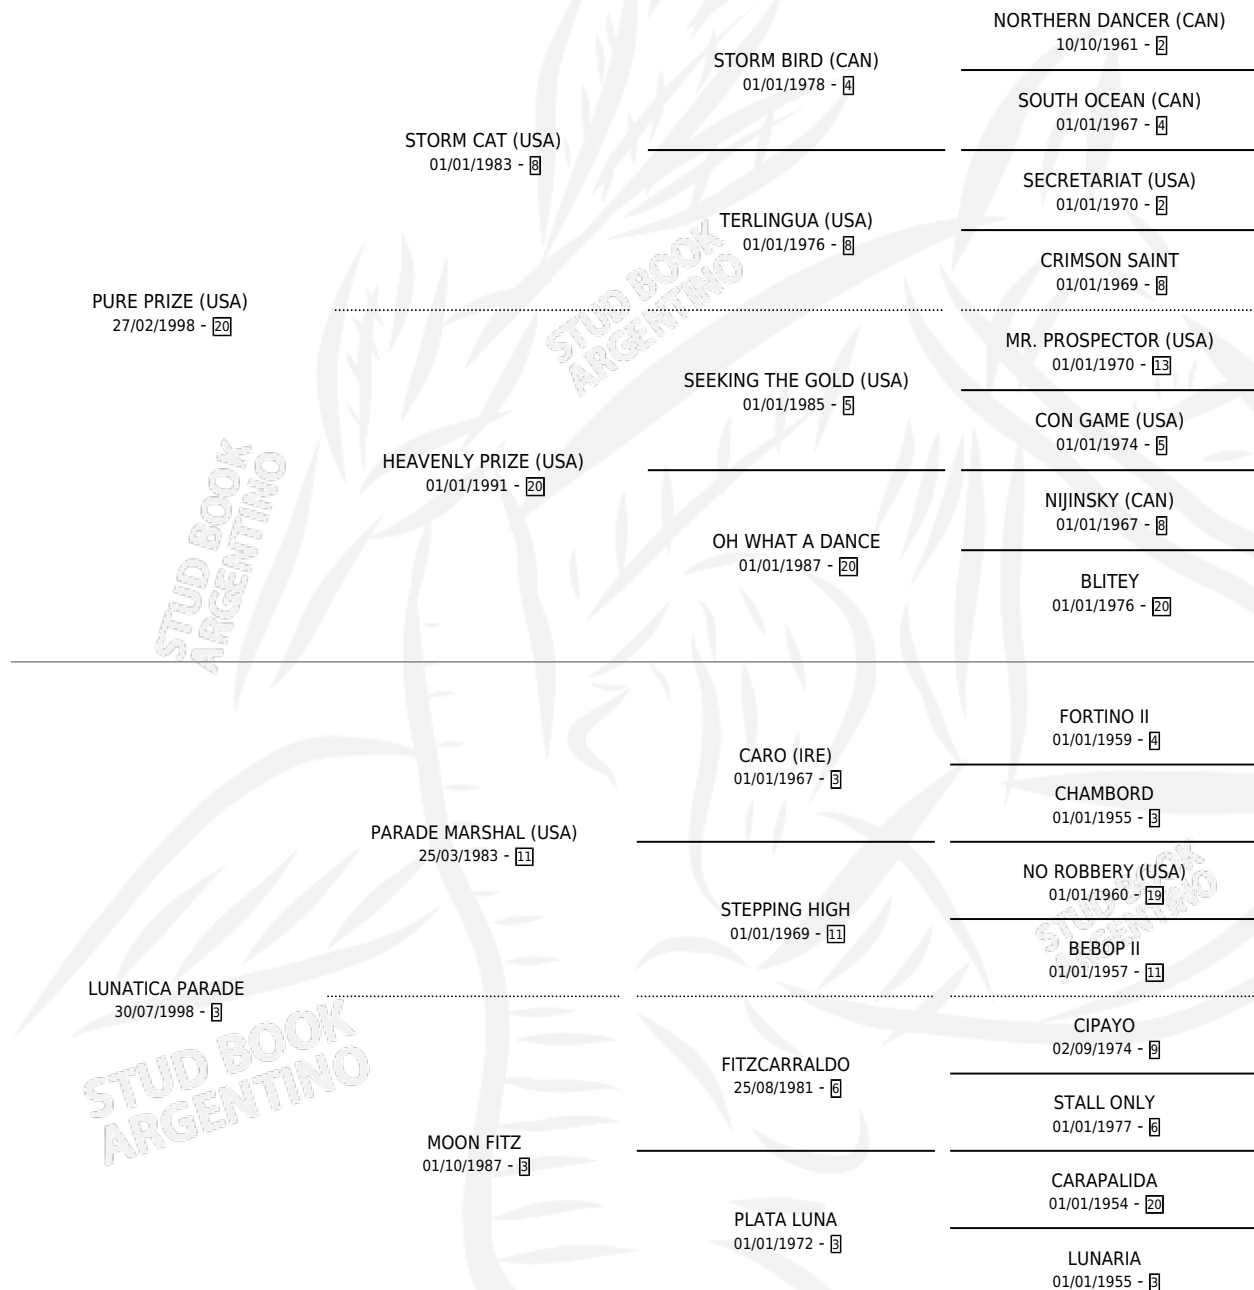 NORTHERN DANCER (CAN)
10/10/1961 - 2
STORM BIRD (CAN)
01/01/1978 - 4
SOUTH OCEAN (CAN)
01/01/1967 - 4
STORM CAT (USA)
01/01/1983 - 8
SECRETARIAT (USA)
01/01/1970 - 2
TERLINGUA (USA)
01/01/1976 - 8
CRIMSON SAINT
01/01/1969 - 8
PURE PRIZE (USA)
27/02/1998 - 20
MR. PROSPECTOR (USA)
01/01/1970 - 13
SEEKING THE GOLD (USA)
01/01/1985 - 5
CON GAME (USA)
01/01/1974 - 5
HEAVENLY PRIZE (USA)
01/01/1991 - 20
NIJINSKY (CAN)
01/01/1967 - 8
OH WHAT A DANCE
01/01/1987 - 20
BLITEY
01/01/1976 - 20
FORTINO II
01/01/1959 - 4
CARO (IRE)
01/01/1967 - 3
CHAMBORD
01/01/1955 - 3
PARADE MARSHAL (USA)
25/03/1983 - 11
NO ROBBERY (USA)
01/01/1960 - 19
STEPPING HIGH
01/01/1969 - 11
BEBOP II
01/01/1957 - 11
LUNATICA PARADE
30/07/1998 - 3
CIPAYO
02/09/1974 - 9
FITZCARRALDO
25/08/1981 - 6
STALL ONLY
01/01/1977 - 6
MOON FITZ
01/10/1987 - 3
CARAPALIDA
01/01/1954 - 20
PLATA LUNA
01/01/1972 - 3
LUNARIA
01/01/1955 - 3
STUD BOOK
ARGENTINO
STUD BOOK
ARGENTINO
STUD BOOK
ARGENTINO
STUD BOOK
ARGENTINO